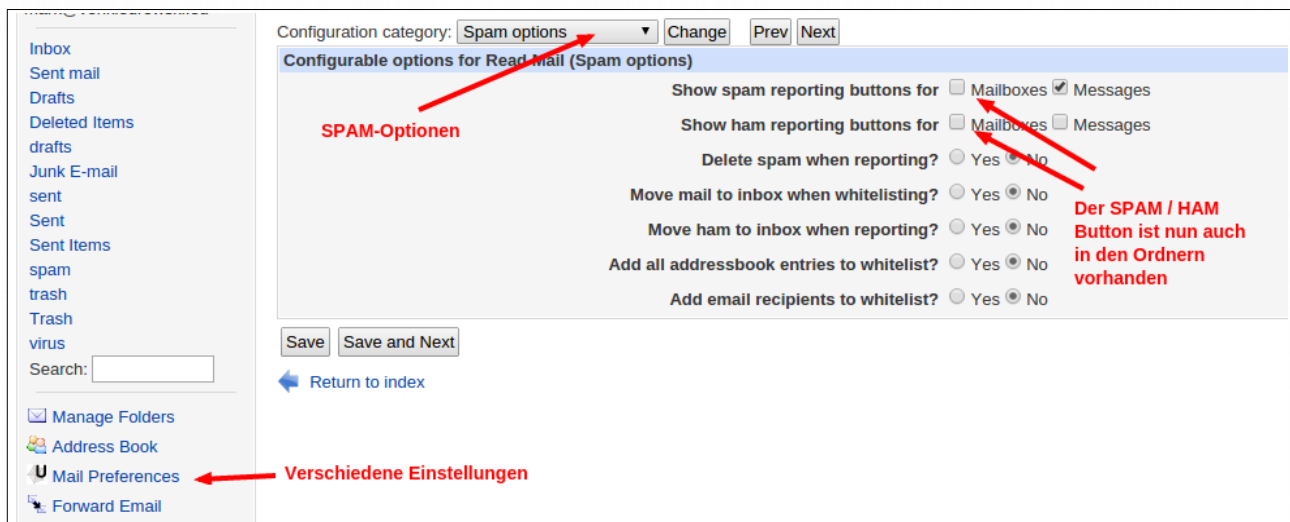 Inbox
Sent mail
Drafts
Deleted Items
drafts
Junk E-mail
sent
Sent
Sent Items
spam
trash
Trash
virus
Search:
Manage Folders
Address Book
Mail Preferences
Forward Email
Configuration category: Spam options Change Prev Next
Configurable options for Read Mail (Spam options)
Show spam reporting buttons for Mailboxes Messages
Show ham reporting buttons for Mailboxes Messages
Delete spam when reporting? Yes No
Move mail to inbox when whitelisting? Yes No
Move ham to inbox when reporting? Yes No
Add all addressbook entries to whitelist? Yes No
Add email recipients to whitelist? Yes No
SPAM-Optionen
Der SPAM / HAM
Button ist nun auch
in den Ordnern
vorhanden
Save Save and Next
Return to index
Verschiedene Einstellungen